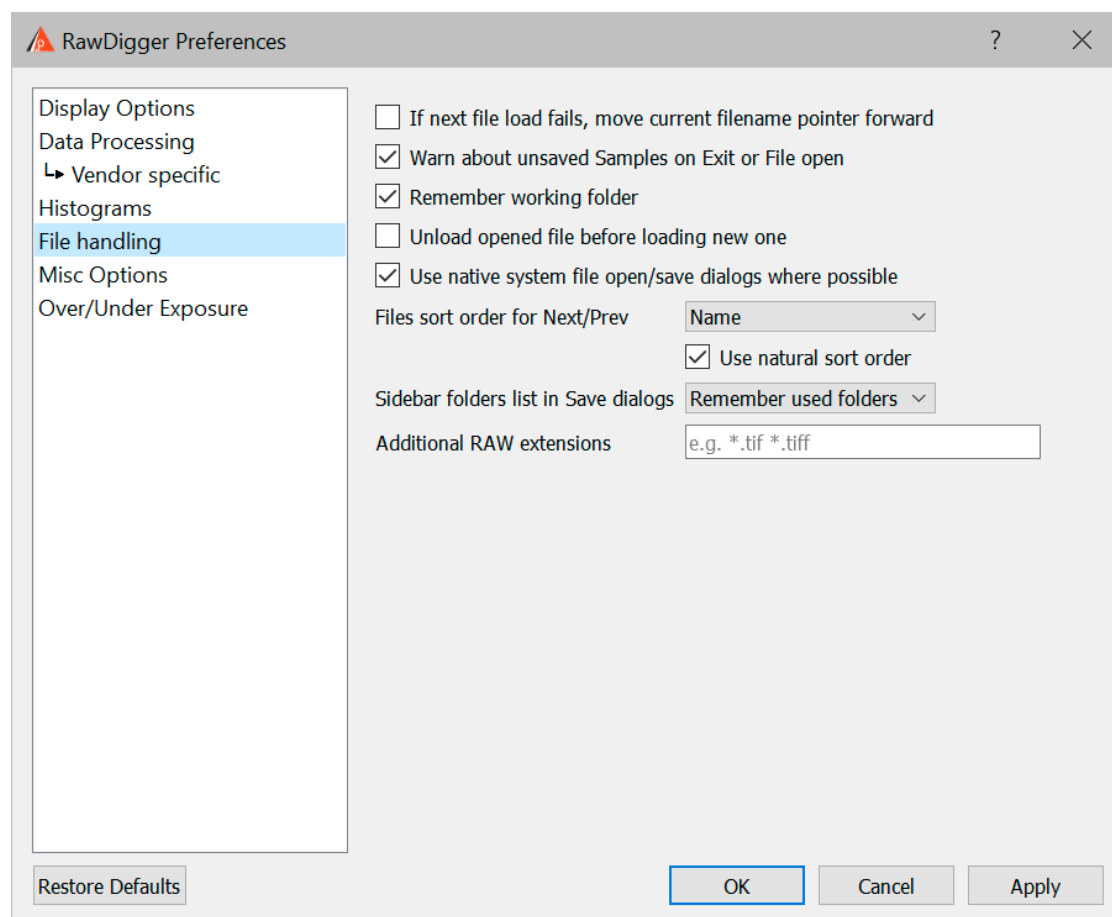 RawDigger Preferences ?
Display Options
Data Processing
Vendor specific
Histograms
File handling
Misc Options
Over/Under Exposure
If next file load fails, move current filename pointer forward
Warn about unsaved Samples on Exit or File open
Remember working folder
Unload opened file before loading new one
Use native system file open/save dialogs where possible
Files sort order for Next/Prev Name
Use natural sort order
Sidebar folders list in Save dialogs Remember used folders
Additional RAW extensions e.g. *.tif *.tiff
Restore Defaults OK Cancel Apply